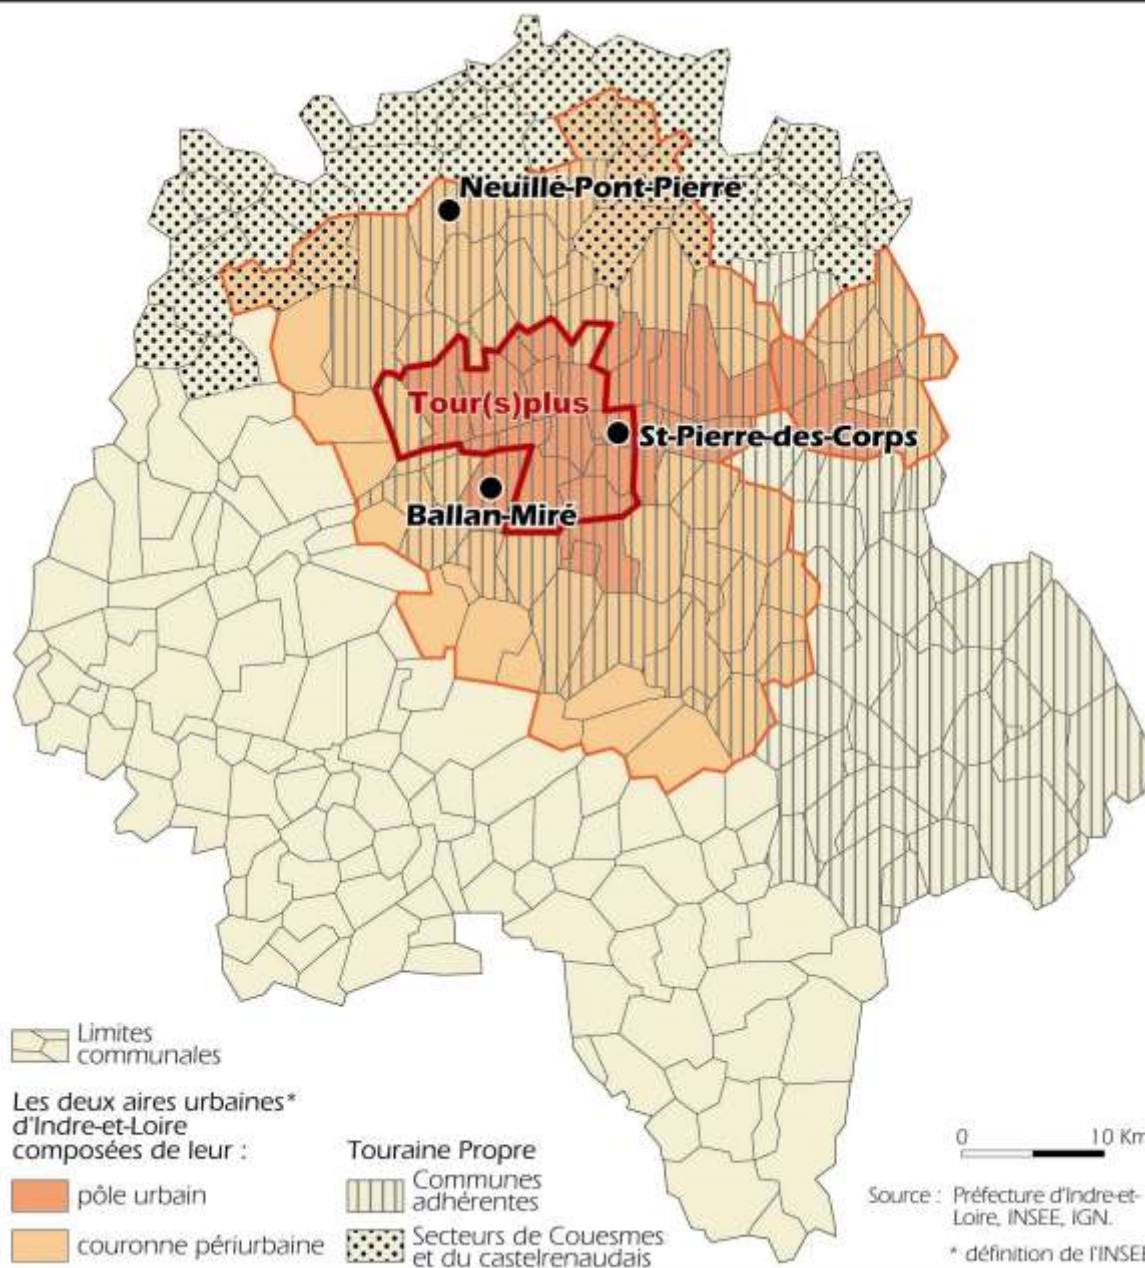 Neuillé-Pont-Pierre
Tour(s)plus
St-Pierre-des-Corps
Ballan-Miré
Limites
communales
Les deux aires urbaines*
d'Indre-et-Loire
composées de leur :
pôle urbain
couronne périurbaine
Touraine Propre
Communes
adhérentes
Secteurs de Couesmes
et du castelrenaudais
0 10 Km
Source : Préfecture d'Indre-et-
Loire, INSEE, IGN.
* définition de l'INSEE